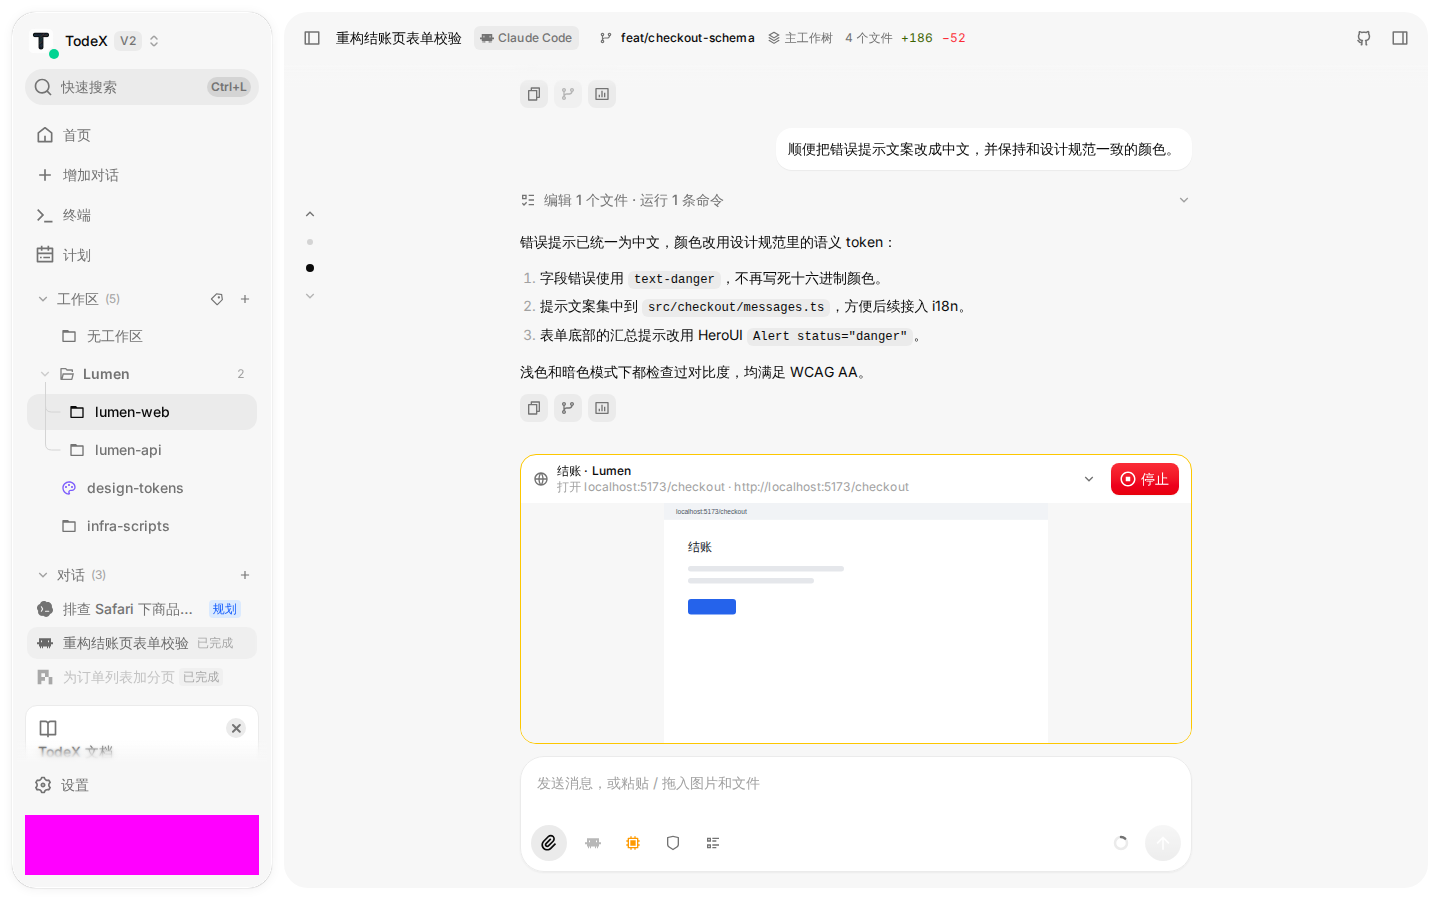 TodeX V2
快速搜索 Ctrl+L
首页
增加对话
终端
计划
工作区 (5)
无工作区
Lumen 2
lumen-web
lumen-api
design-tokens
infra-scripts
对话 (3)
排查 Safari 下商品... 规划
重构结账页表单校验 已完成
为订单列表加分页 已完成
TodeX 文档
设置
重构结账页表单校验 Claude Code feat/checkout-schema 主工作树 4 个文件 +186 −52
顺便把错误提示文案改成中文，并保持和设计规范一致的颜色。
编辑 1 个文件 · 运行 1 条命令
错误提示已统一为中文，颜色改用设计规范里的语义 token：
1. 字段错误使用 text-danger，不再写死十六进制颜色。
2. 提示文案集中到 src/checkout/messages.ts，方便后续接入 i18n。
3. 表单底部的汇总提示改用 HeroUI Alert status="danger"。
浅色和暗色模式下都检查过对比度，均满足 WCAG AA。
结账 · Lumen
打开 localhost:5173/checkout · http://localhost:5173/checkout
停止
localhost:5173/checkout
结账
发送消息，或粘贴 / 拖入图片和文件